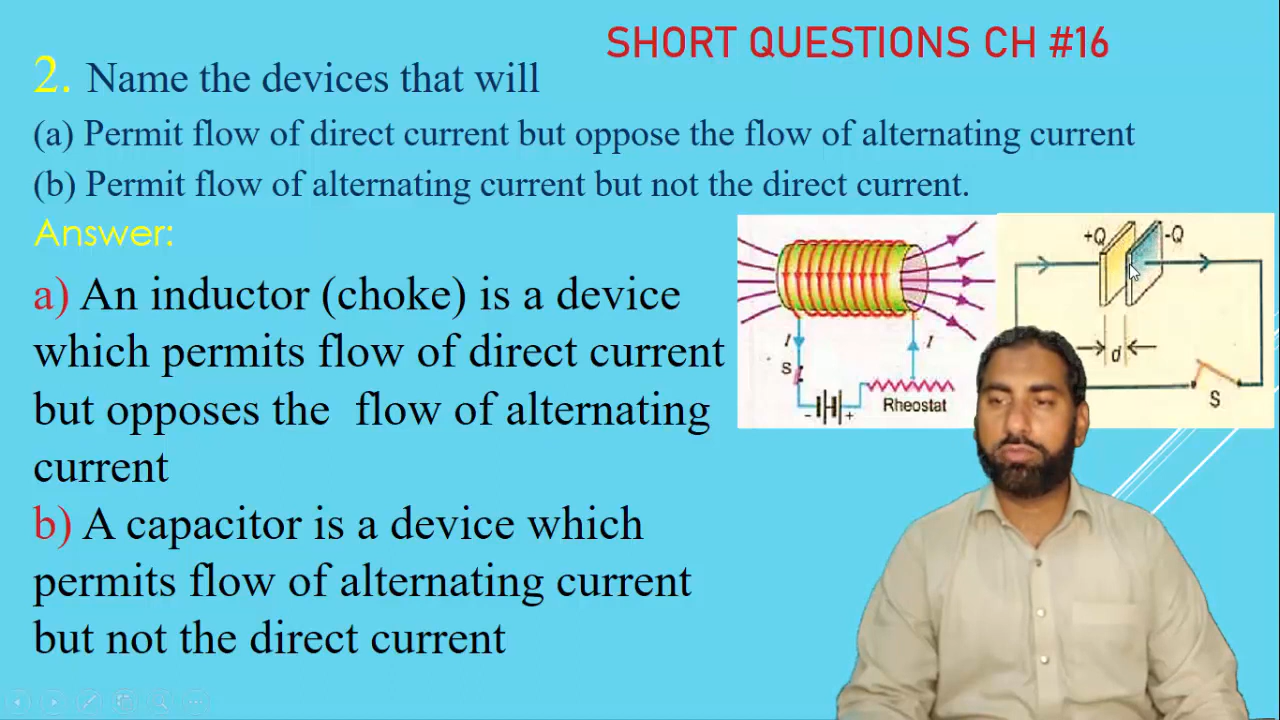 SHORT QUESTIONS CH #16
2. Name the devices that will
(a) Permit flow of direct current but oppose the flow of alternating current
(b) Permit flow of alternating current but not the direct current.
Answer:
a) An inductor (choke) is a device
which permits flow of direct current
but opposes the flow of alternating
current
b) A capacitor is a device which
permits flow of alternating current
but not the direct current
I
I
S
- +
Rheostat
+Q -Q
d
S